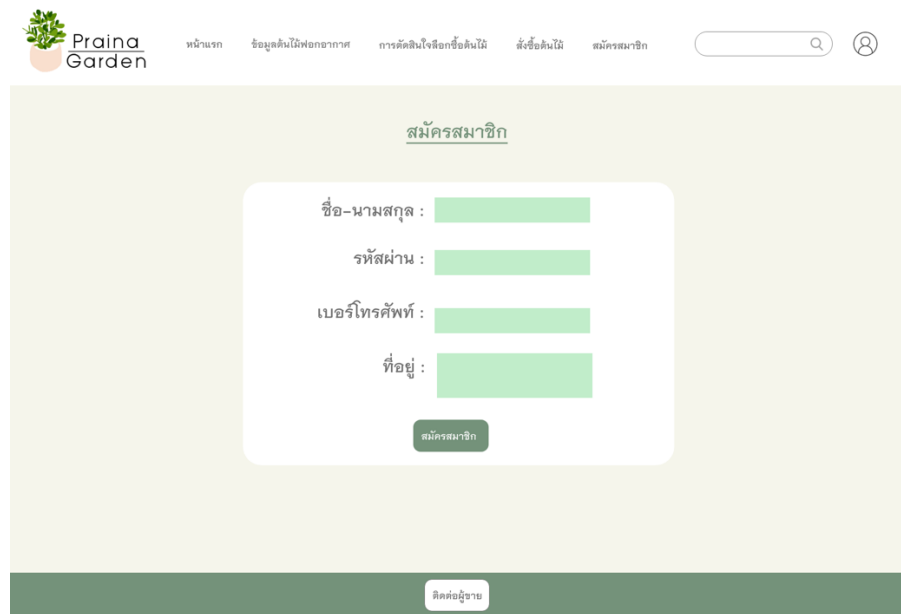 Praina
Garden
หน้าแรก ข้อมูลต้นไม้ฟอกอากาศ การตัดสินใจลือกซื้อต้นไม้ สั่งซื้อต้นไม้ สมัครสมาชิก
สมัครสมาชิก
ชื่อ-นามสกุล :
รหัสผ่าน :
เบอร์โทรศัพท์ :
ที่อยู่ :
สมัครสมาชิก
ติดต่อผู้ขาย